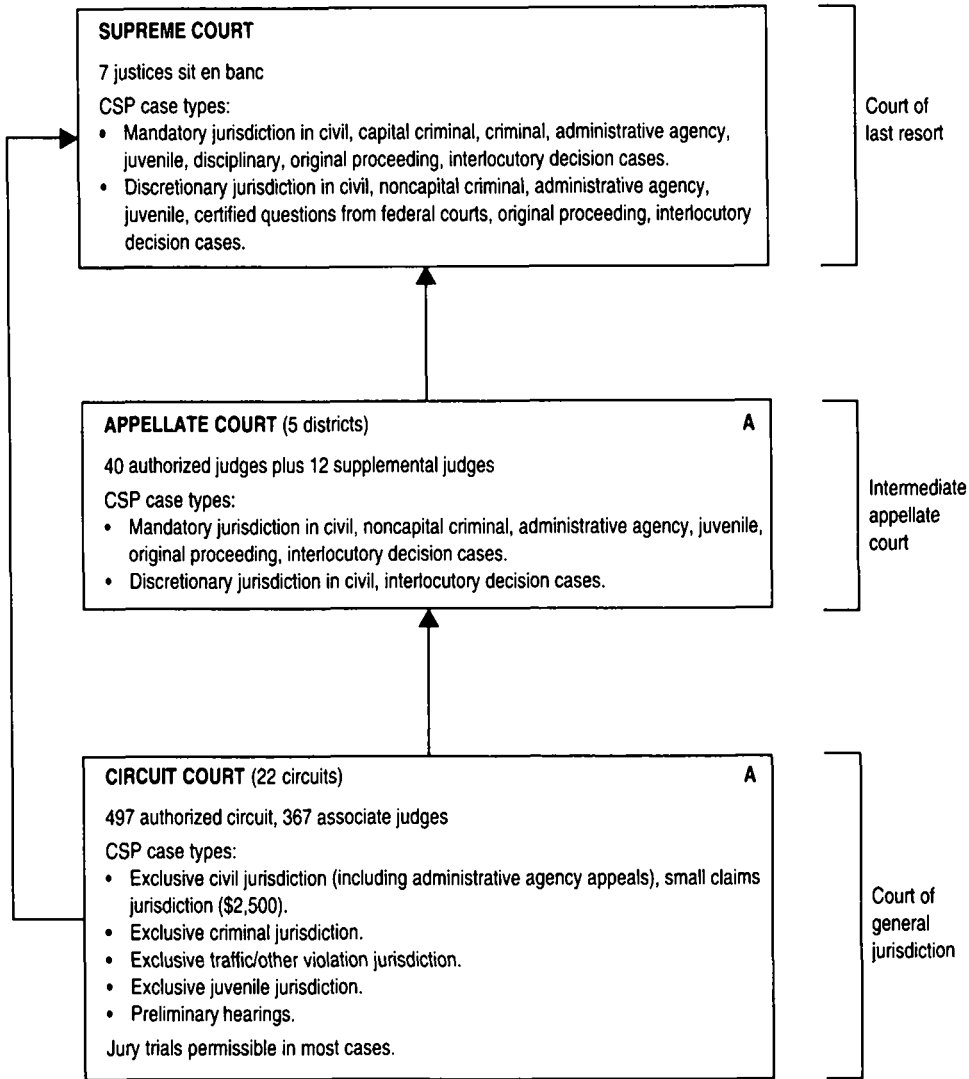 SUPREME COURT
7 justices sit en banc
CSP case types:
• Mandatory jurisdiction in civil, capital criminal, criminal, administrative agency,
juvenile, disciplinary, original proceeding, interlocutory decision cases.
• Discretionary jurisdiction in civil, noncapital criminal, administrative agency,
juvenile, certified questions from federal courts, original proceeding, interlocutory
decision cases.
Court of
last resort
APPELLATE COURT (5 districts) A
40 authorized judges plus 12 supplemental judges
CSP case types:
• Mandatory jurisdiction in civil, noncapital criminal, administrative agency, juvenile,
original proceeding, interlocutory decision cases.
• Discretionary jurisdiction in civil, interlocutory decision cases.
Intermediate
appellate
court
CIRCUIT COURT (22 circuits) A
497 authorized circuit, 367 associate judges
CSP case types:
• Exclusive civil jurisdiction (including administrative agency appeals), small claims
jurisdiction ($2,500).
• Exclusive criminal jurisdiction.
• Exclusive traffic/other violation jurisdiction.
• Exclusive juvenile jurisdiction.
• Preliminary hearings.
Jury trials permissible in most cases.
Court of
general
jurisdiction